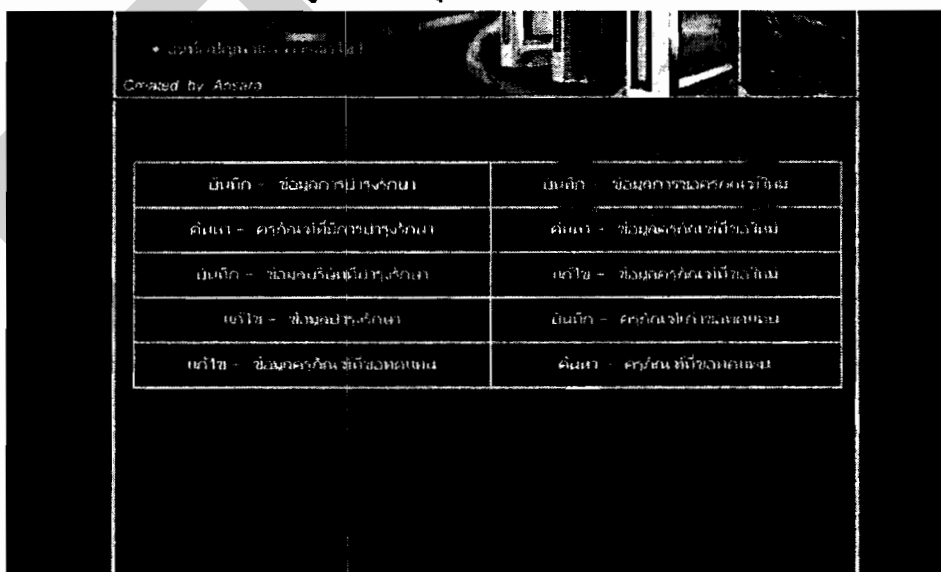 Created by Ansara
บันทึก - ข้อมูลการบำรุงรักษา
บันทึก - ข้อมูลการขอครุภัณฑ์ใหม่
ค้นหา - ครุภัณฑ์ที่มีการบำรุงรักษา
ค้นหา - ข้อมูลครุภัณฑ์ที่ขอใหม่
บันทึก - ข้อมูลบริษัทที่บำรุงรักษา
แก้ไข - ข้อมูลครุภัณฑ์ที่ขอใหม่
แก้ไข - ข้อมูลบำรุงรักษา
บันทึก - ครุภัณฑ์เก่าขอทดแทน
แก้ไข - ข้อมูลครุภัณฑ์ที่ขอทดแทน
ค้นหา - ครุภัณฑ์ที่ขอทดแทน